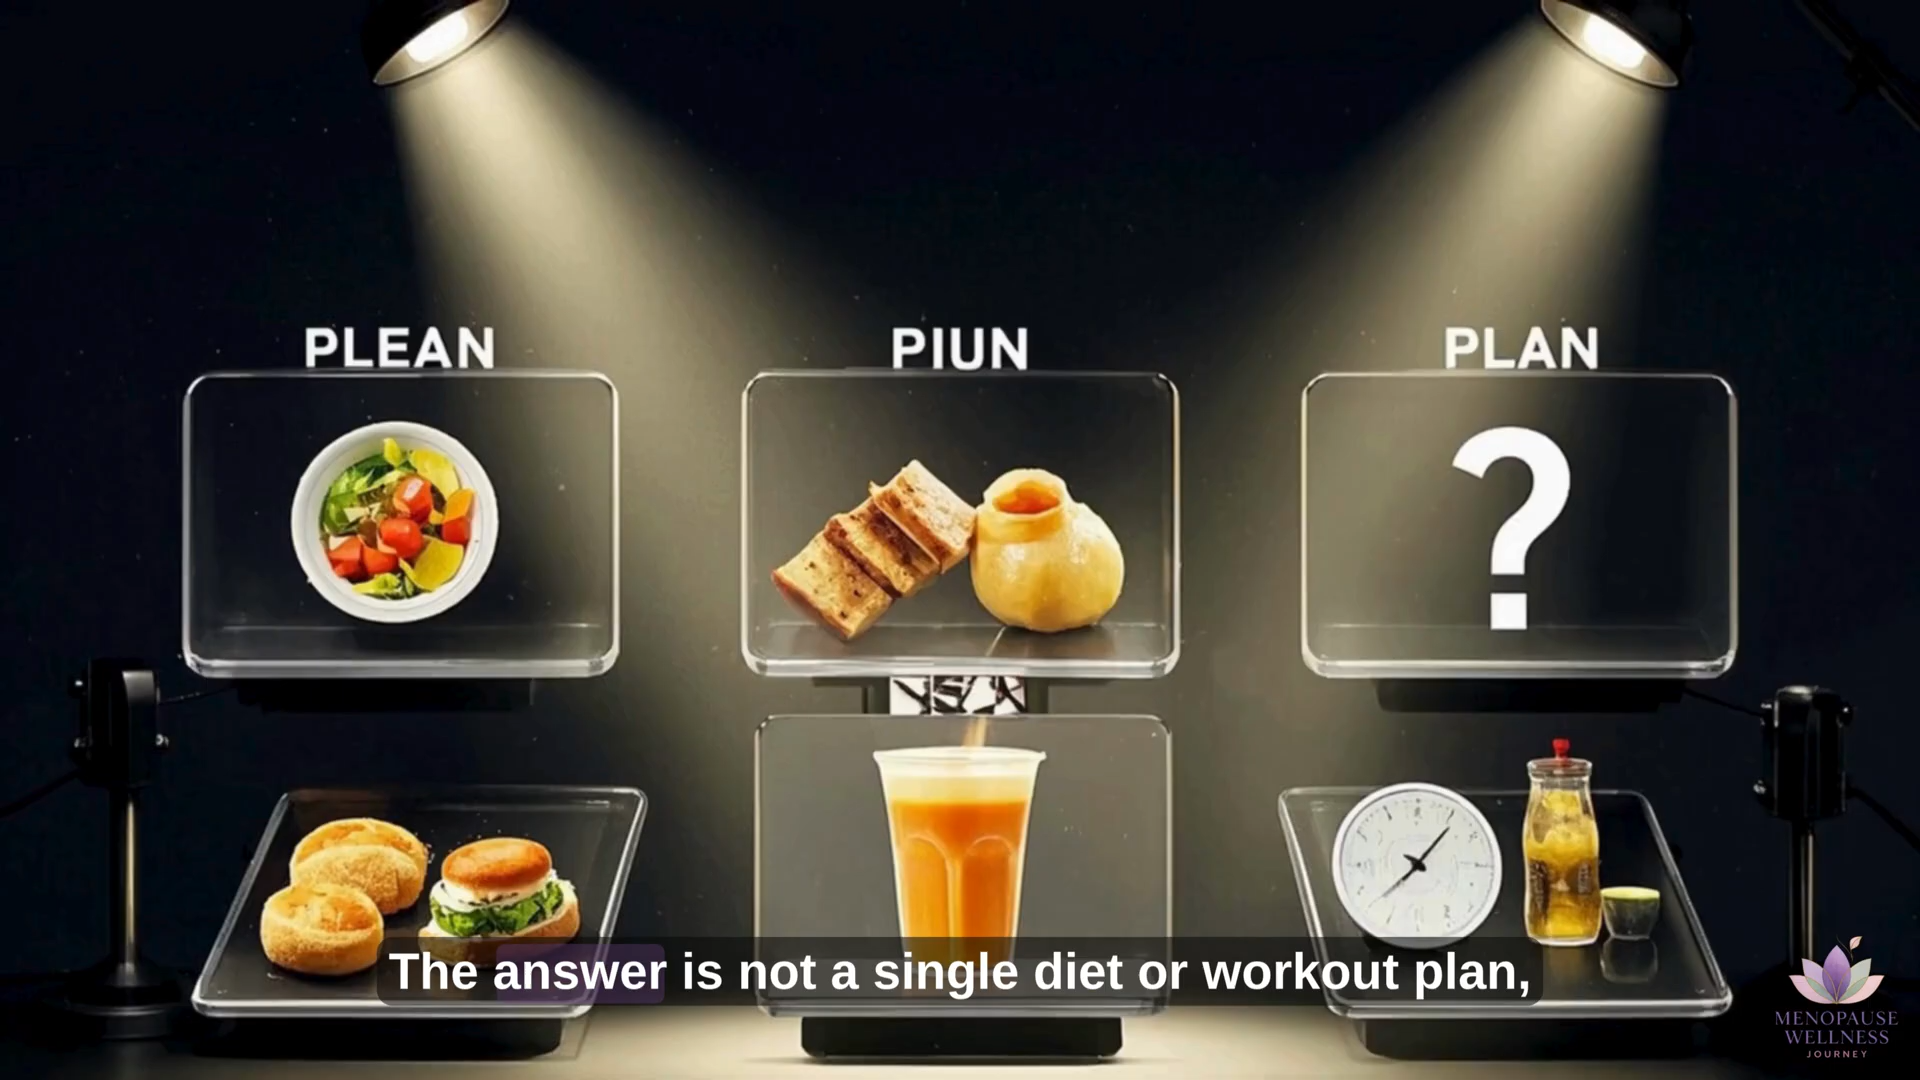 PLEAN
PIUN
PLAN
?
The answer is not a single diet or workout plan,
MENOPAUSE
WELLNESS
JOURNEY